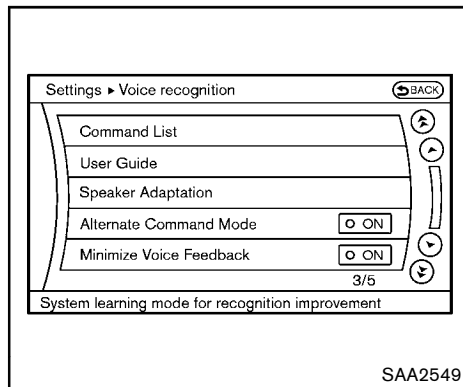 Settings ▸ Voice recognition
BACK
Command List
User Guide
Speaker Adaptation
Alternate Command Mode ON
Minimize Voice Feedback ON
3/5
System learning mode for recognition improvement
SAA2549